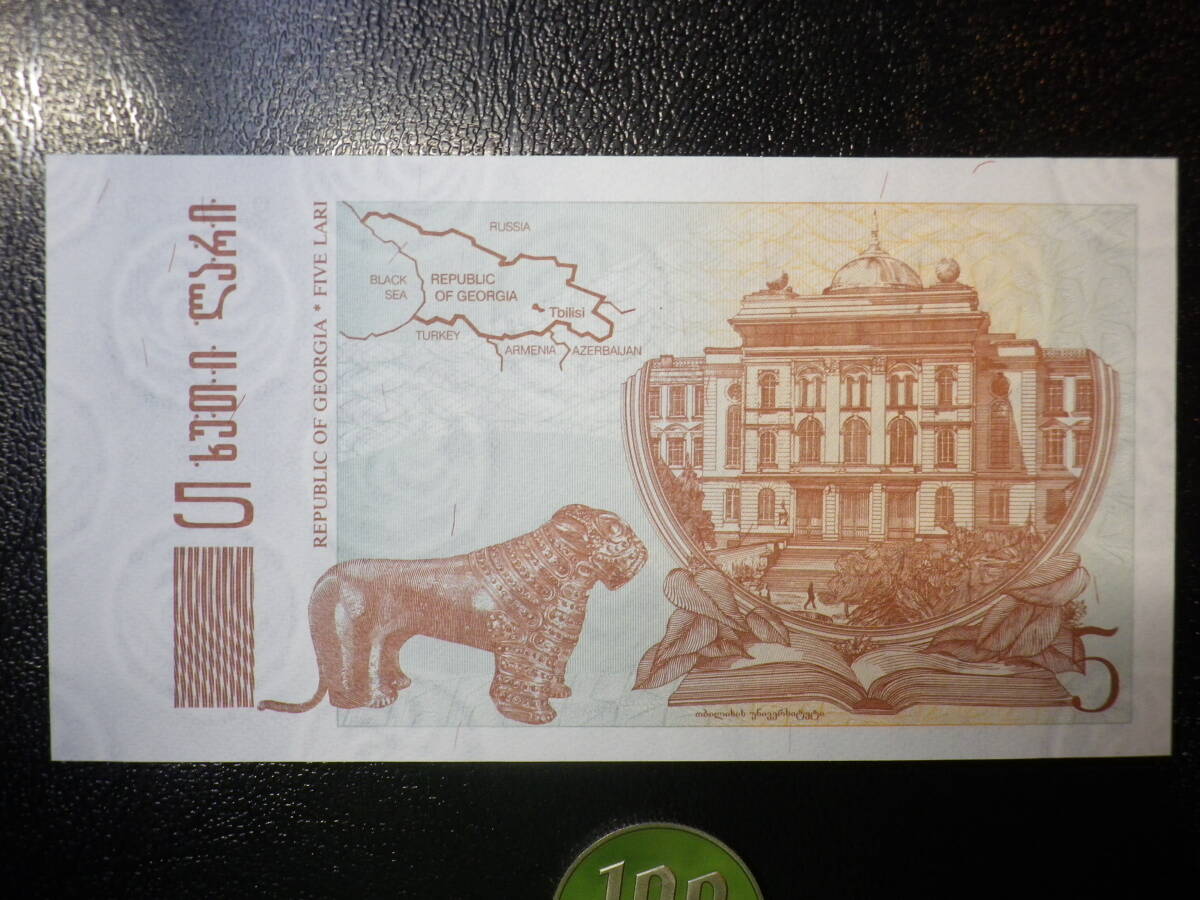 ხუთი ლარი
REPUBLIC OF GEORGIA * FIVE LARI
RUSSIA
BLACK
SEA
REPUBLIC
OF GEORGIA
Tbilisi
TURKEY
ARMENIA
AZERBAIJAN
თბილისის უნივერსიტეტი
5
100